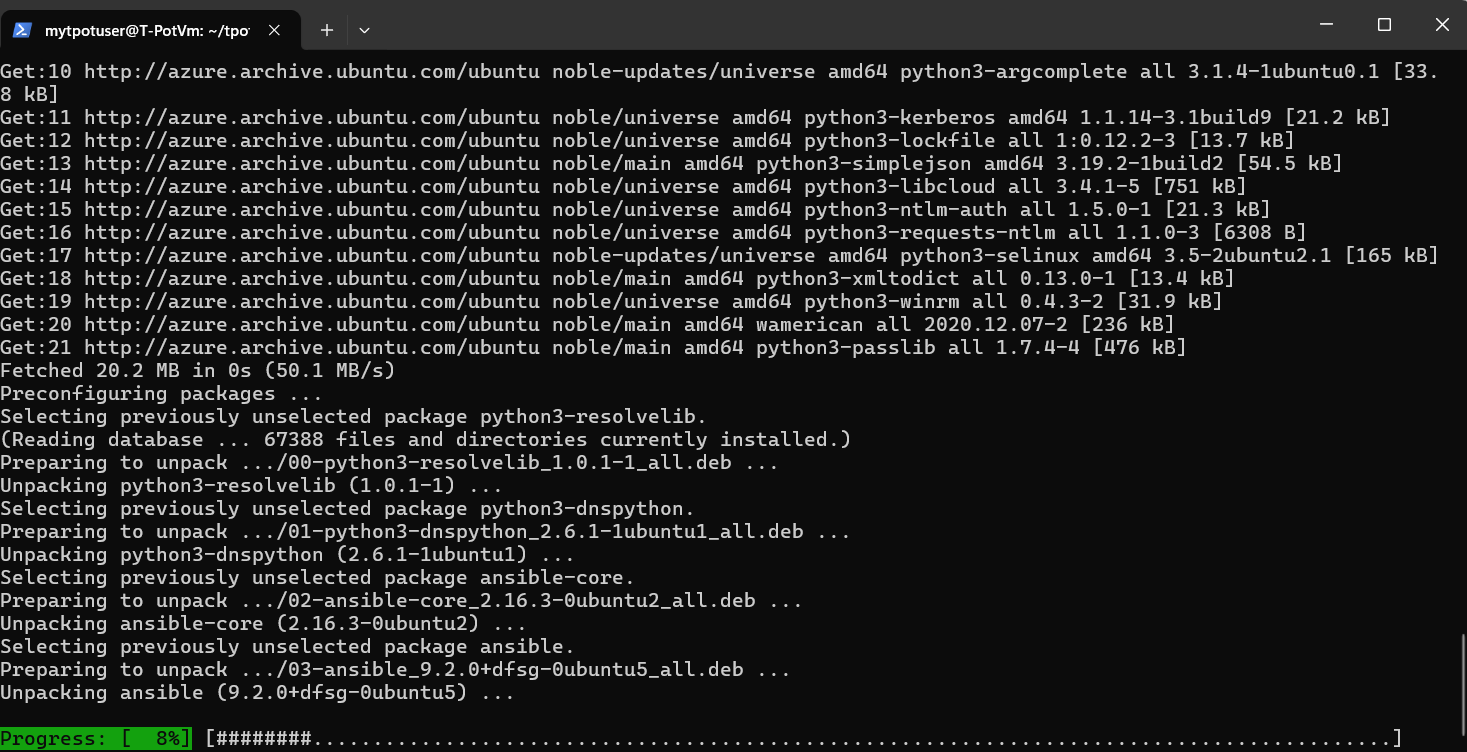 mytpotuser@T-PotVm: ~/tpo
Get:10 http://azure.archive.ubuntu.com/ubuntu noble-updates/universe amd64 python3-argcomplete all 3.1.4-1ubuntu0.1 [33.
8 kB]
Get:11 http://azure.archive.ubuntu.com/ubuntu noble/universe amd64 python3-kerberos amd64 1.1.14-3.1build9 [21.2 kB]
Get:12 http://azure.archive.ubuntu.com/ubuntu noble/universe amd64 python3-lockfile all 1:0.12.2-3 [13.7 kB]
Get:13 http://azure.archive.ubuntu.com/ubuntu noble/main amd64 python3-simplejson amd64 3.19.2-1build2 [54.5 kB]
Get:14 http://azure.archive.ubuntu.com/ubuntu noble/universe amd64 python3-libcloud all 3.4.1-5 [751 kB]
Get:15 http://azure.archive.ubuntu.com/ubuntu noble/universe amd64 python3-ntlm-auth all 1.5.0-1 [21.3 kB]
Get:16 http://azure.archive.ubuntu.com/ubuntu noble/universe amd64 python3-requests-ntlm all 1.1.0-3 [6308 B]
Get:17 http://azure.archive.ubuntu.com/ubuntu noble-updates/universe amd64 python3-selinux amd64 3.5-2ubuntu2.1 [165 kB]
Get:18 http://azure.archive.ubuntu.com/ubuntu noble/main amd64 python3-xmltodict all 0.13.0-1 [13.4 kB]
Get:19 http://azure.archive.ubuntu.com/ubuntu noble/universe amd64 python3-winrm all 0.4.3-2 [31.9 kB]
Get:20 http://azure.archive.ubuntu.com/ubuntu noble/main amd64 wamerican all 2020.12.07-2 [236 kB]
Get:21 http://azure.archive.ubuntu.com/ubuntu noble/main amd64 python3-passlib all 1.7.4-4 [476 kB]
Fetched 20.2 MB in 0s (50.1 MB/s)
Preconfiguring packages ...
Selecting previously unselected package python3-resolvelib.
(Reading database ... 67388 files and directories currently installed.)
Preparing to unpack .../00-python3-resolvelib_1.0.1-1_all.deb ...
Unpacking python3-resolvelib (1.0.1-1) ...
Selecting previously unselected package python3-dnspython.
Preparing to unpack .../01-python3-dnspython_2.6.1-1ubuntu1_all.deb ...
Unpacking python3-dnspython (2.6.1-1ubuntu1) ...
Selecting previously unselected package ansible-core.
Preparing to unpack .../02-ansible-core_2.16.3-0ubuntu2_all.deb ...
Unpacking ansible-core (2.16.3-0ubuntu2) ...
Selecting previously unselected package ansible.
Preparing to unpack .../03-ansible_9.2.0+dfsg-0ubuntu5_all.deb ...
Unpacking ansible (9.2.0+dfsg-0ubuntu5) ...
Progress: [  8%] [########..........................................................................................]